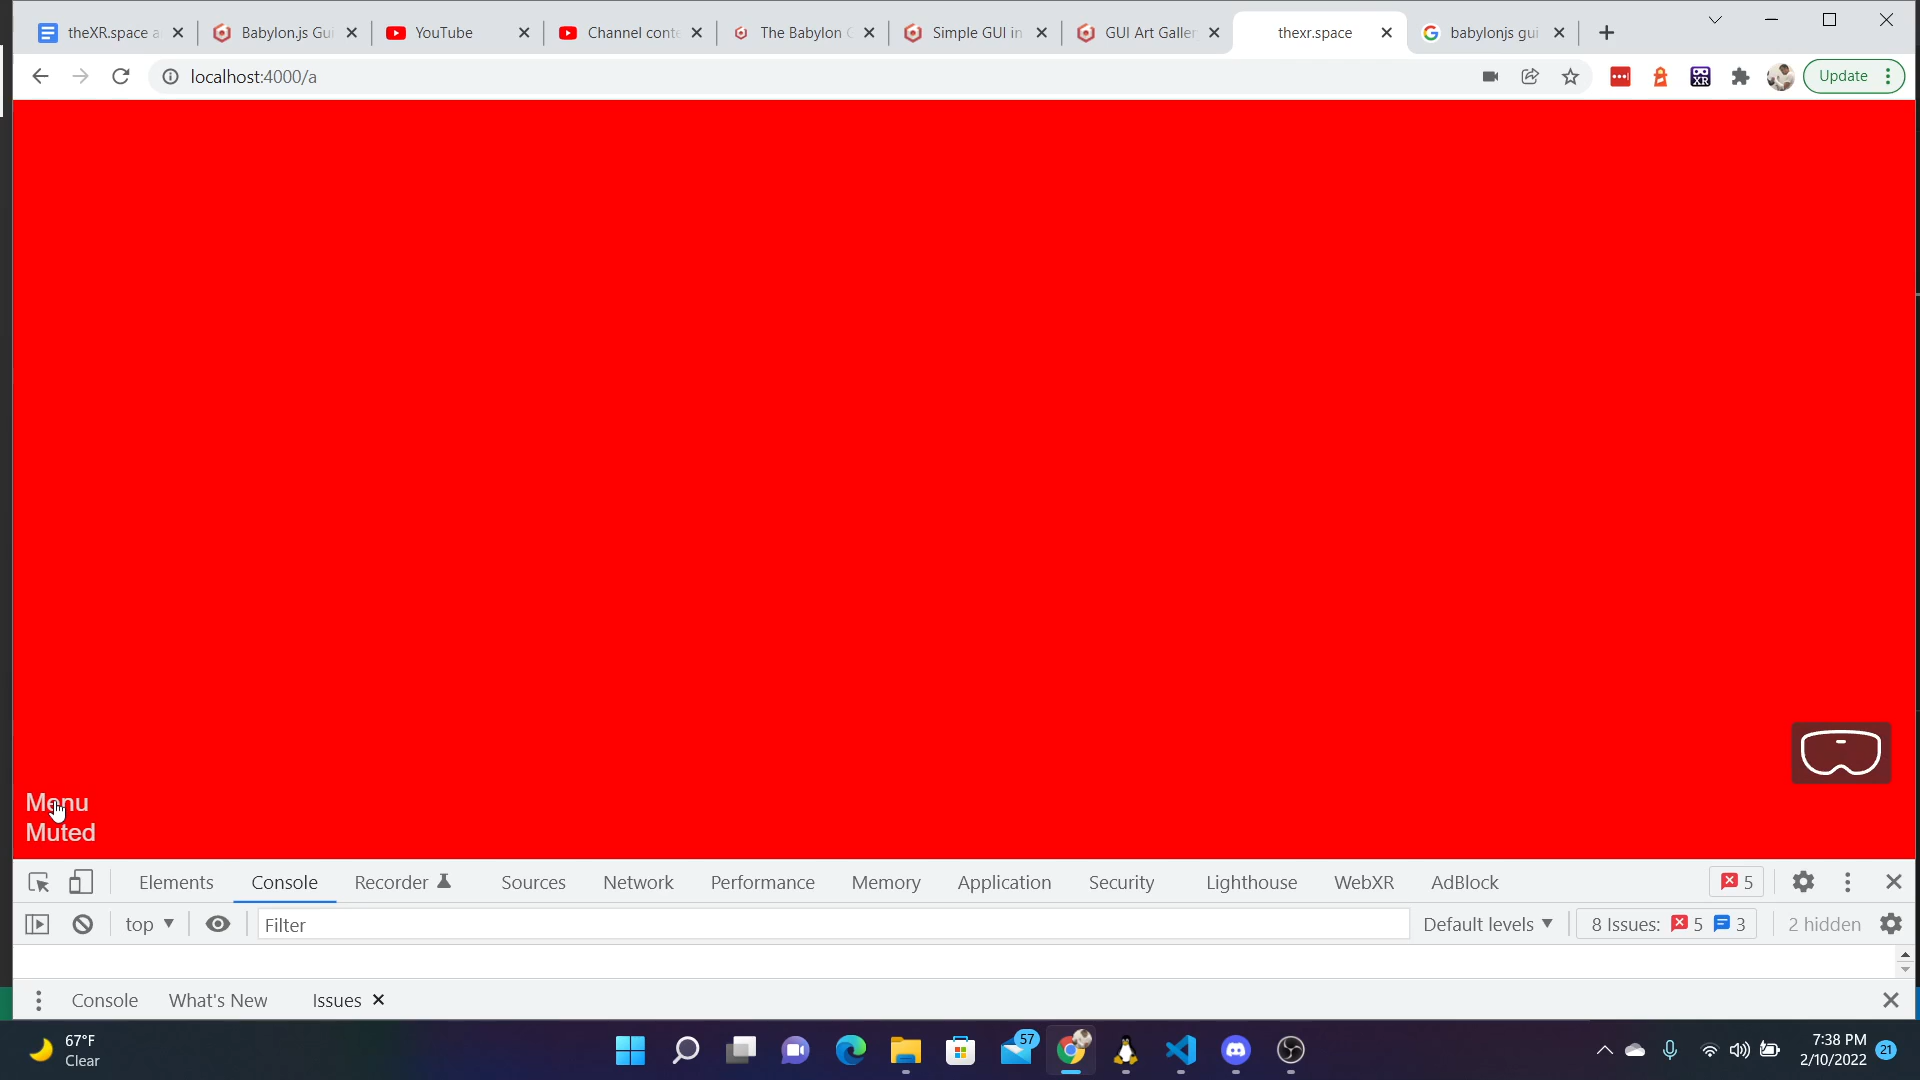 theXR.space a
Babylon.js Gui
YouTube
Channel conte
The Babylon
Simple GUI in
GUI Art Galler
thexr.space
babylonjs gui
localhost:4000/a
XR
Update
Menu
Muted
Elements
Console
Recorder
Sources
Network
Performance
Memory
Application
Security
Lighthouse
WebXR
AdBlock
5
top
Filter
Default levels
8 Issues: 5 3
2 hidden
Console
What's New
Issues
67°F
Clear
57
7:38 PM
2/10/2022
21